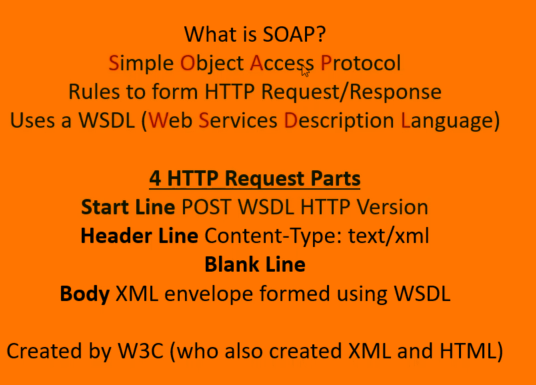 What is SOAP?
Simple Object Access Protocol
Rules to form HTTP Request/Response
Uses a WSDL (Web Services Description Language)
4 HTTP Request Parts
Start Line POST WSDL HTTP Version
Header Line Content-Type: text/xml
Blank Line
Body XML envelope formed using WSDL
Created by W3C (who also created XML and HTML)